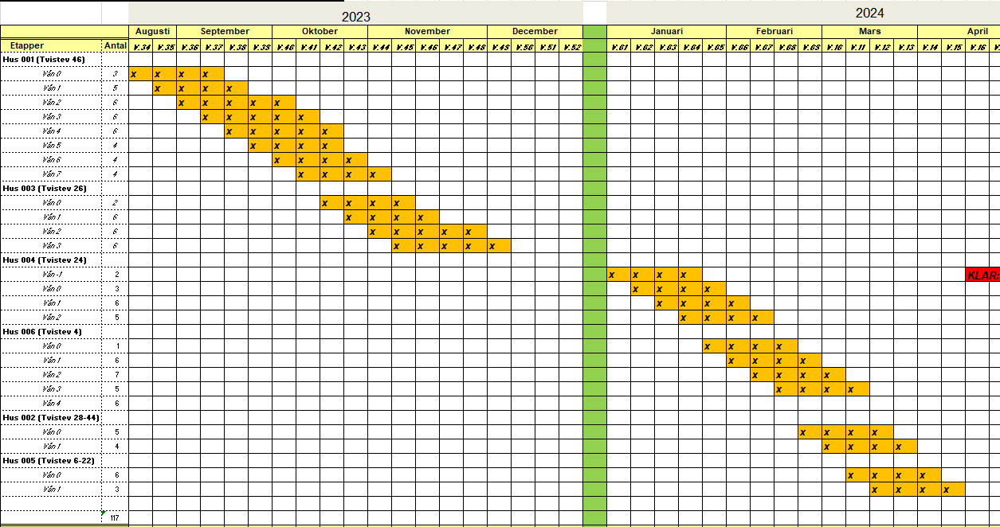 2023 2024
Augusti September Oktober November December Januari Februari Mars April
Etapper Antal V.34 V.35 V.36 V.37 V.38 V.39 V.40 V.41 V.42 V.43 V.44 V.45 V.46 V.47 V.48 V.49 V.50 V.51 V.52 V.01 V.02 V.03 V.04 V.05 V.06 V.07 V.08 V.09 V.10 V.11 V.12 V.13 V.14 V.15 V.16
Hus 001 (Tvistev 46)
Vån 0 3 x x x x
Vån 1 5 x x x x
Vån 2 6 x x x x x
Vån 3 6 x x x x x
Vån 4 6 x x x x x
Vån 5 4 x x x x
Vån 6 4 x x x x
Vån 7 4 x x x x
Hus 003 (Tvistev 26)
Vån 0 2 x x x x
Vån 1 6 x x x x
Vån 2 6 x x x x x
Vån 3 6 x x x x x
Hus 004 (Tvistev 24)
Vån -1 2 x x x x KLAR:
Vån 0 3 x x x x
Vån 1 6 x x x x
Vån 2 5 x x x x
Hus 006 (Tvistev 4)
Vån 0 1 x x x x
Vån 1 6 x x x x
Vån 2 7 x x x x
Vån 3 5 x x x x
Vån 4 6
Hus 002 (Tvistev 28-44)
Vån 0 5 x x x x
Vån 1 4 x x x x
Hus 005 (Tvistev 6-22)
Vån 0 6 x x x x
Vån 1 3 x x x x
117